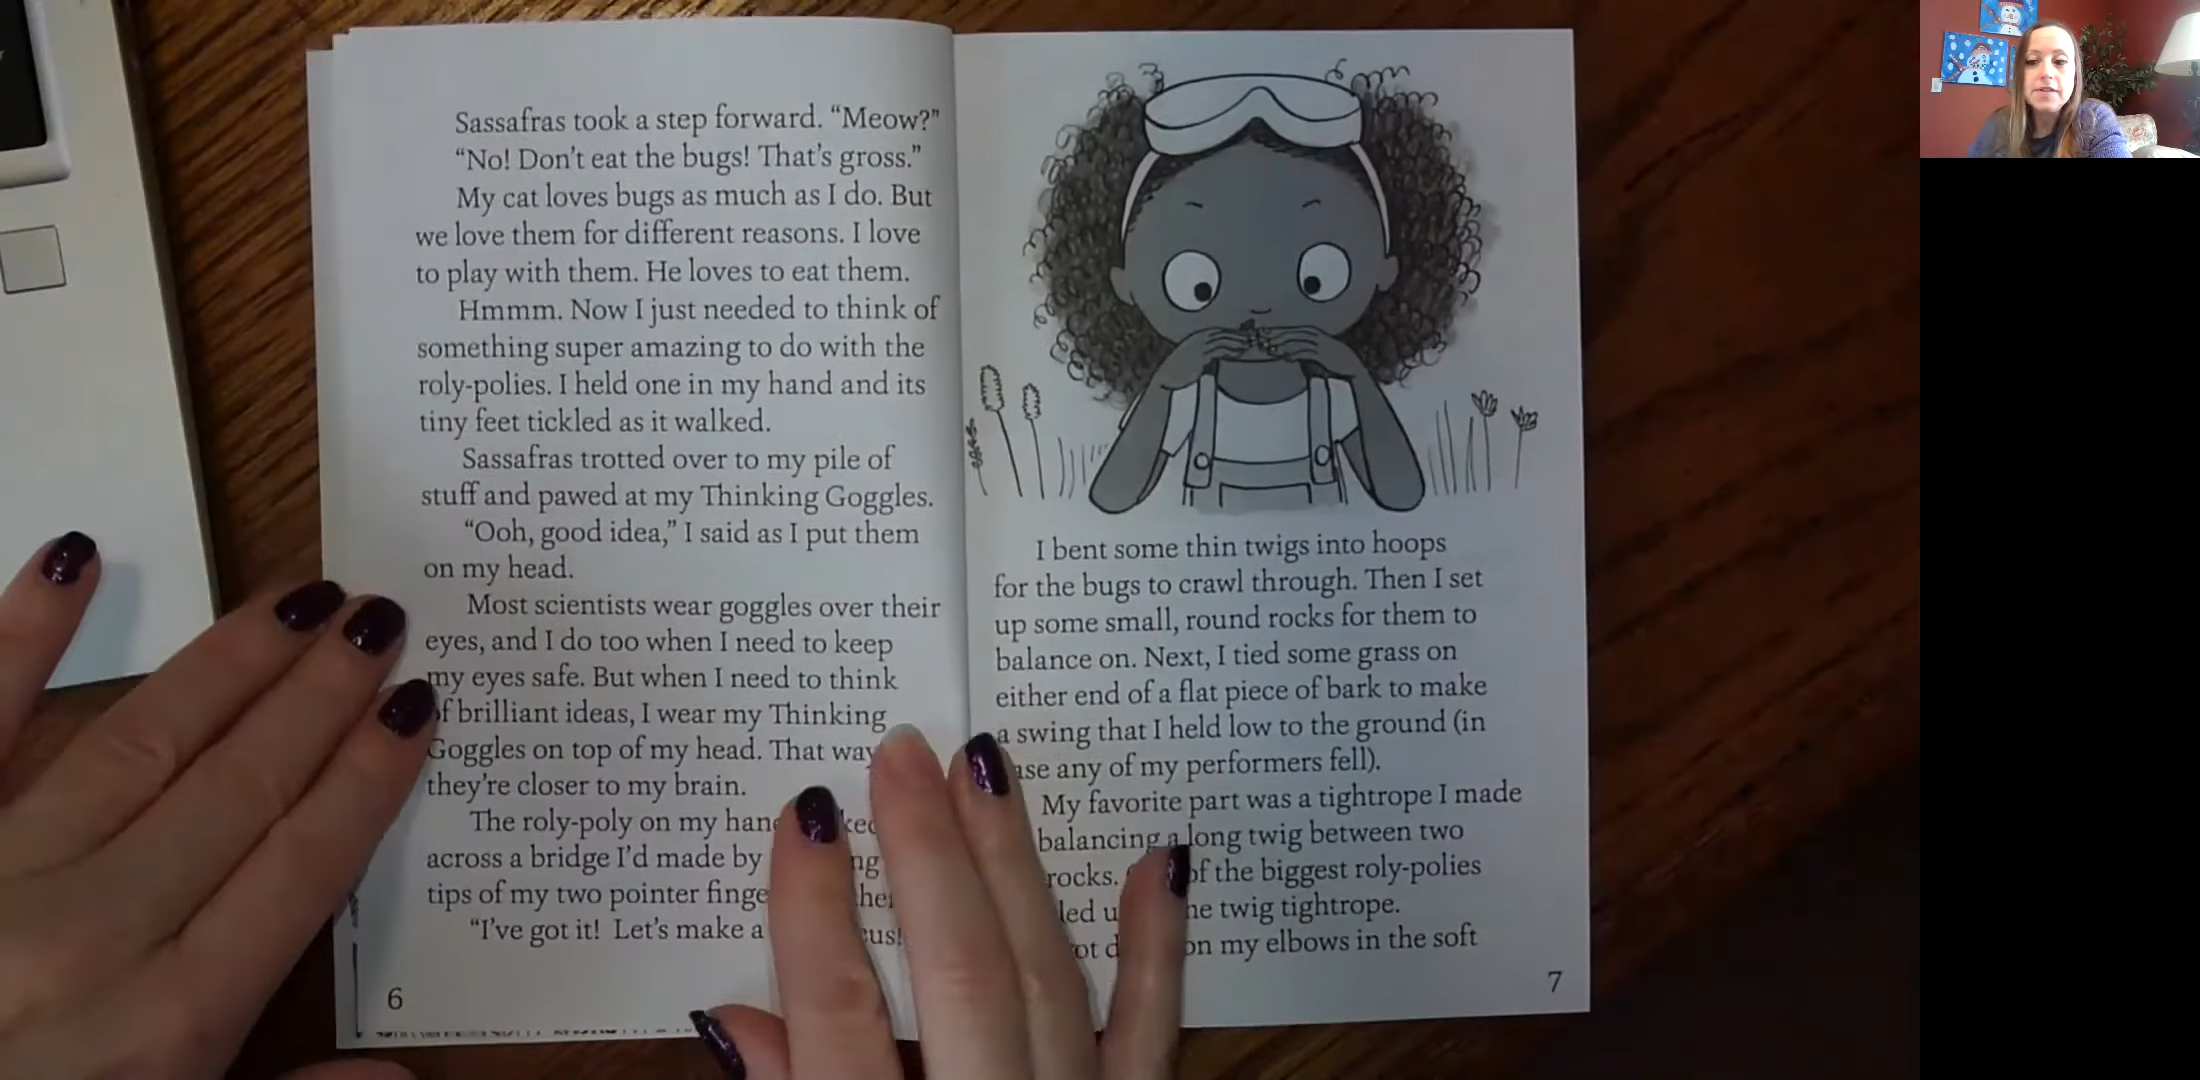 Sassafras took a step forward. “Meow?”
“No! Don’t eat the bugs! That’s gross.”
My cat loves bugs as much as I do. But
we love them for different reasons. I love
to play with them. He loves to eat them.
Hmmm. Now I just needed to think of
something super amazing to do with the
roly-polies. I held one in my hand and its
tiny feet tickled as it walked.
Sassafras trotted over to my pile of
stuff and pawed at my Thinking Goggles.
“Ooh, good idea,” I said as I put them
on my head.
Most scientists wear goggles over their
eyes, and I do too when I need to keep
my eyes safe. But when I need to think
of brilliant ideas, I wear my Thinking
Goggles on top of my head. That way
they’re closer to my brain.
The roly-poly on my
across a bridge I’d made by
tips of my two pointer
“I’ve got it! Let’s make a
6
I bent some thin twigs into hoops
for the bugs to crawl through. Then I set
up some small, round rocks for them to
balance on. Next, I tied some grass on
either end of a flat piece of bark to make
a swing that I held low to the ground (in
any of my performers fell).
My favorite part was a tightrope I made
balancing a long twig between two
rocks. of the biggest roly-polies
twig tightrope.
on my elbows in the soft
7